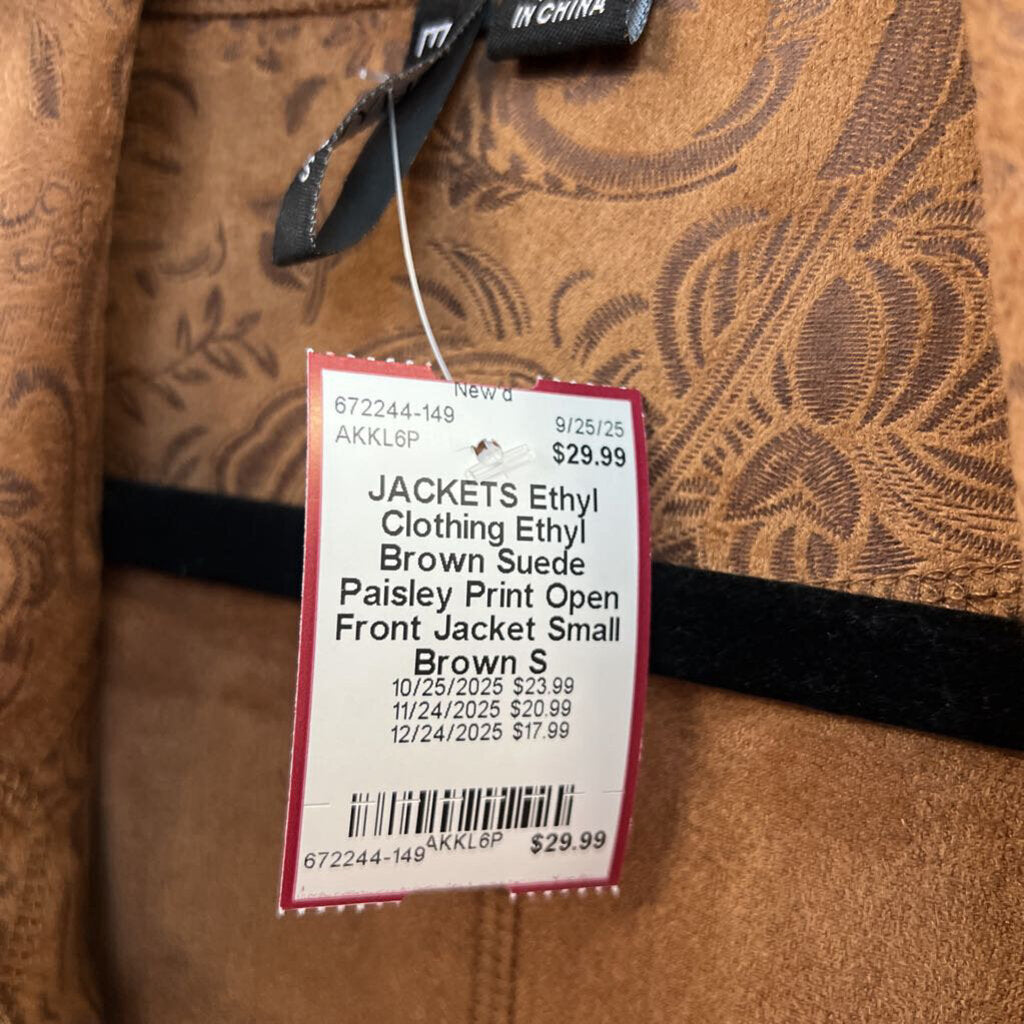 E
IN CHINA
S
New'd
672244-149 9/25/25
AKKL6P $29.99
JACKETS Ethyl
Clothing Ethyl
Brown Suede
Paisley Print Open
Front Jacket Small
Brown S
10/25/2025 $23.99
11/24/2025 $20.99
12/24/2025 $17.99
672244-149 AKKL6P $29.99